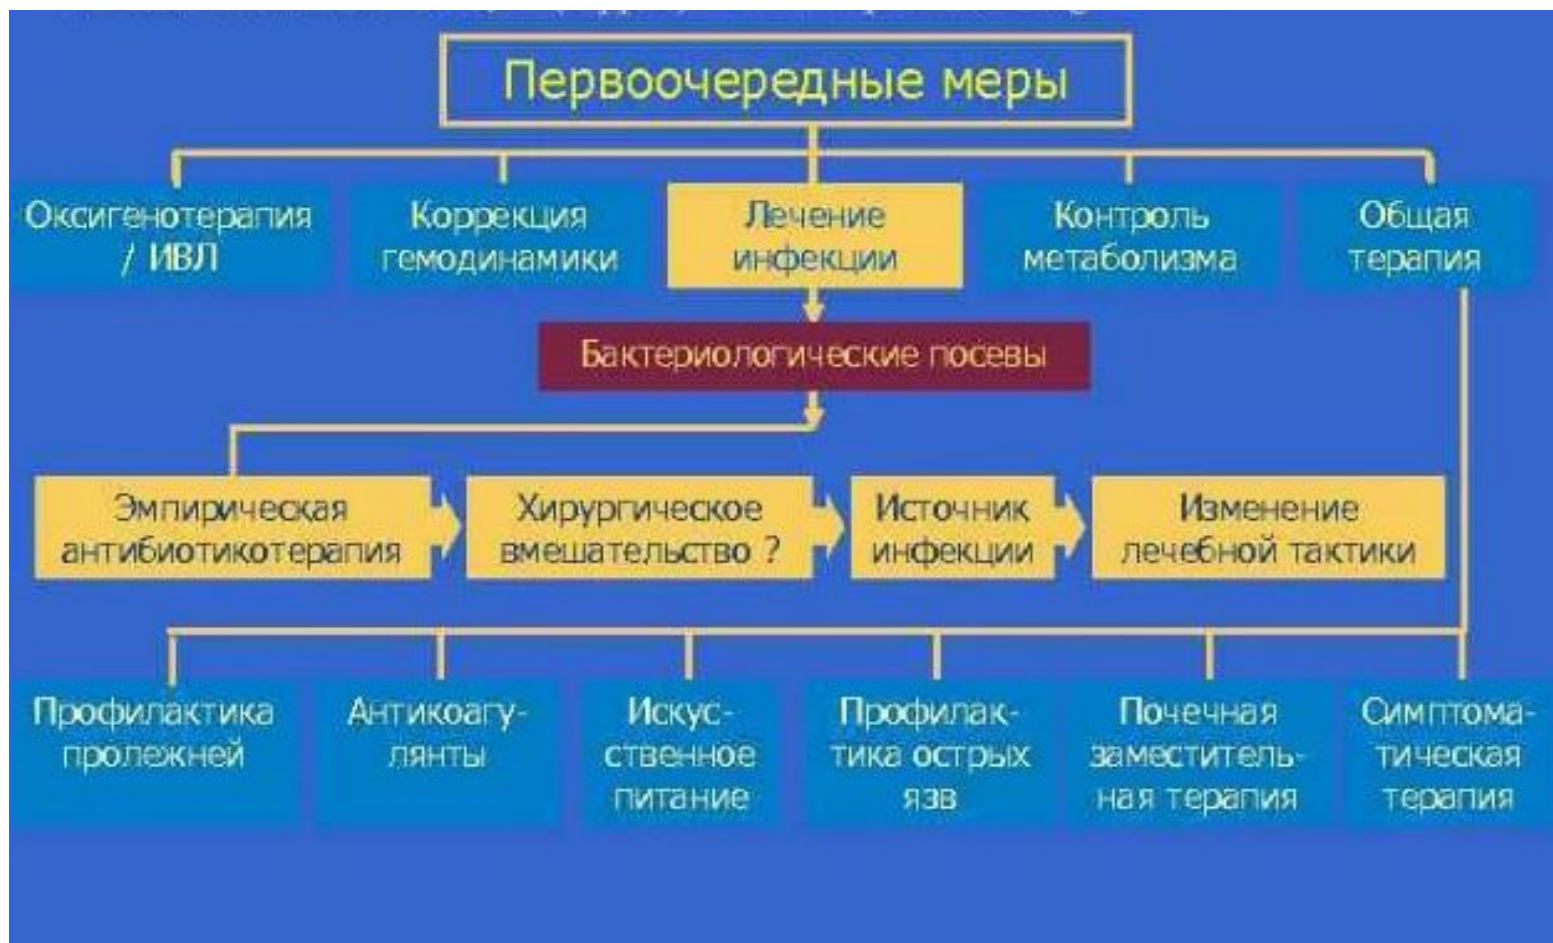 Первоочередные меры
Оксигенотерапия
/ ИВЛ
Коррекция
гемодинамики
Лечение
инфекции
Контроль
метаболизма
Общая
терапия
Бактериологические посевы
Эмпирическая
антибиотикотерапия
Хирургическое
вмешательство ?
Источник
инфекции
Изменение
лечебной тактики
Профилактика
пролежней
Антикоагу-
лянты
Искус-
ственное
питание
Профилак-
тика острых
язв
Почечная
заместитель-
ная терапия
Симптома-
тическая
терапия